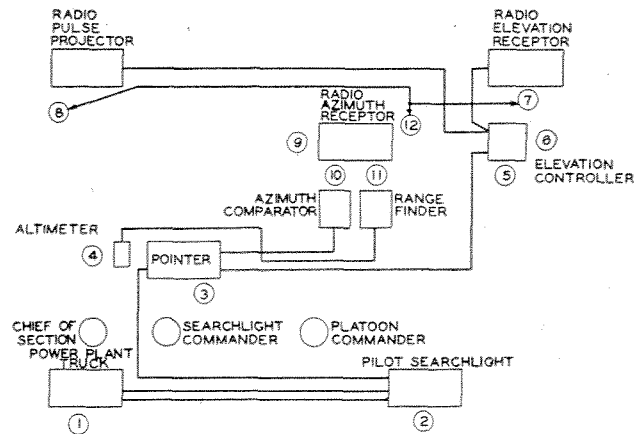 RADIO
PULSE
PROJECTOR
RADIO
ELEVATION
RECEPTOR
8
RADIO
AZIMUTH
RECEPTOR
7
12
9
6
5
10
11
ELEVATION
CONTROLLER
AZIMUTH
COMPARATOR
RANGE
FINDER
ALTIMETER
4
POINTER
3
CHIEF OF
SECTION
SEARCHLIGHT
COMMANDER
PLATOON
COMMANDER
POWER PLANT
TRUCK
PILOT SEARCHLIGHT
1
2